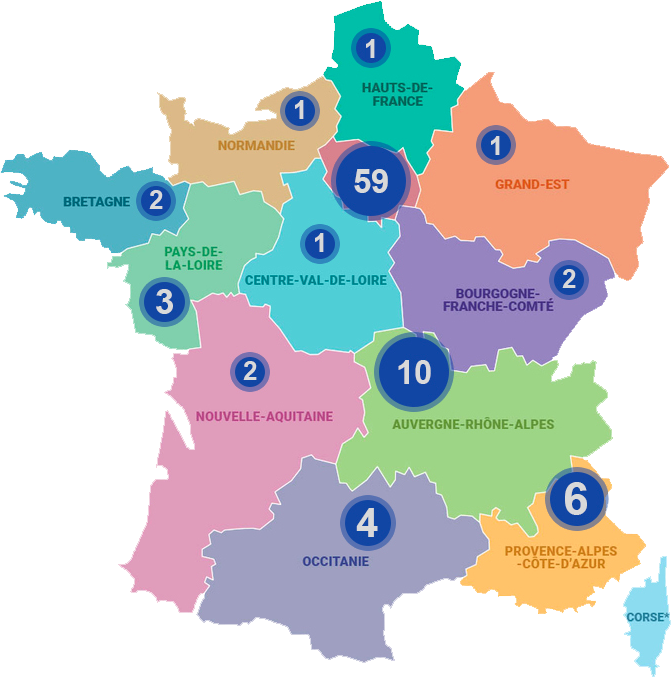 1
HAUTS-DE-
FRANCE
1
NORMANDIE
1
GRAND-EST
59
BRETAGNE
2
PAYS-DE-
LA-LOIRE
3
1
CENTRE-VAL-DE-LOIRE
2
BOURGOGNE-
FRANCHE-COMTÉ
2
NOUVELLE-AQUITAINE
10
AUVERGNE-RHÔNE-ALPES
4
OCCITANIE
6
PROVENCE-ALPES
-CÔTE-D'AZUR
CORSE*